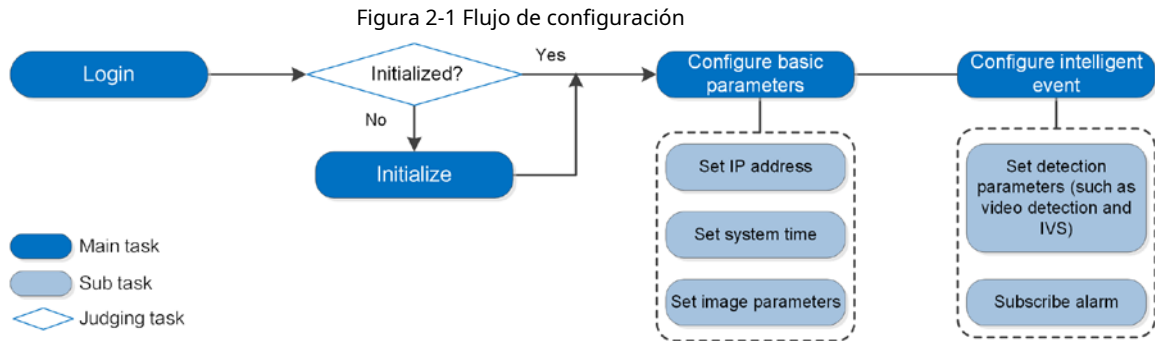 Figura 2-1 Flujo de configuración
Login
Initialized?
Yes
No
Initialize
Configure basic
parameters
Set IP address
Set system time
Set image parameters
Configure intelligent
event
Set detection
parameters (such as
video detection and
IVS)
Subscribe alarm
Main task
Sub task
Judging task